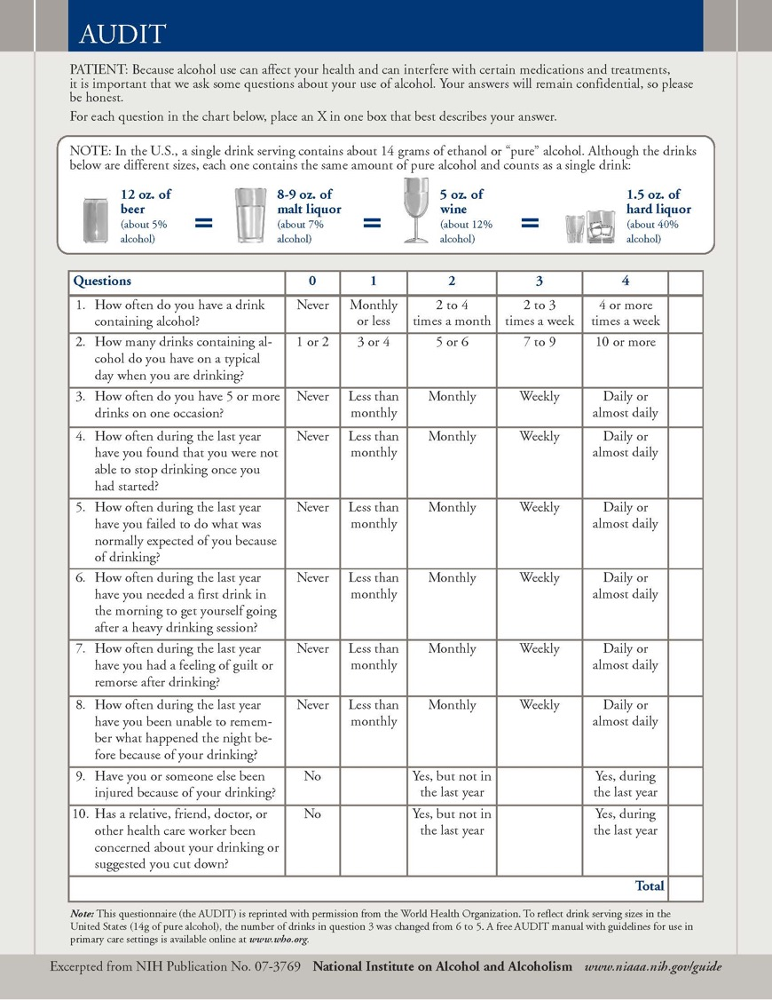 AUDIT
PATIENT: Because alcohol use can affect your health and can interfere with certain medications and treatments,
it is important that we ask some questions about your use of alcohol. Your answers will remain confidential, so please
be honest.
For each question in the chart below, place an X in one box that best describes your answer.
NOTE: In the U.S., a single drink serving contains about 14 grams of ethanol or “pure” alcohol. Although the drinks
below are different sizes, each one contains the same amount of pure alcohol and counts as a single drink:
12 oz. of
beer
(about 5%
alcohol)
=
8-9 oz. of
malt liquor
(about 7%
alcohol)
=
5 oz. of
wine
(about 12%
alcohol)
=
1.5 oz. of
hard liquor
(about 40%
alcohol)
Questions 0 1 2 3 4
1. How often do you have a drink Never Monthly 2 to 4 2 to 3 4 or more
containing alcohol? or less times a month times a week times a week
2. How many drinks containing al- 1 or 2 3 or 4 5 or 6 7 to 9 10 or more
cohol do you have on a typical
day when you are drinking?
3. How often do you have 5 or more Never Less than Monthly Weekly Daily or
drinks on one occasion? monthly almost daily
4. How often during the last year Never Less than Monthly Weekly Daily or
have you found that you were not monthly almost daily
able to stop drinking once you
had started?
5. How often during the last year Never Less than Monthly Weekly Daily or
have you failed to do what was monthly almost daily
normally expected of you because
of drinking?
6. How often during the last year Never Less than Monthly Weekly Daily or
have you needed a first drink in monthly almost daily
the morning to get yourself going
after a heavy drinking session?
7. How often during the last year Never Less than Monthly Weekly Daily or
have you had a feeling of guilt or monthly almost daily
remorse after drinking?
8. How often during the last year Never Less than Monthly Weekly Daily or
have you been unable to remem- monthly almost daily
ber what happened the night be-
fore because of your drinking?
9. Have you or someone else been No Yes, but not in Yes, during
injured because of your drinking? the last year the last year
10. Has a relative, friend, doctor, or No Yes, but not in Yes, during
other health care worker been the last year the last year
concerned about your drinking or
suggested you cut down?
Total
Note: This questionnaire (the AUDIT) is reprinted with permission from the World Health Organization. To reflect drink serving sizes in the
United States (14g of pure alcohol), the number of drinks in question 3 was changed from 6 to 5. A free AUDIT manual with guidelines for use in
primary care settings is available online at www.who.org.
Excerpted from NIH Publication No. 07-3769 National Institute on Alcohol and Alcoholism www.niaaa.nih.gov/guide